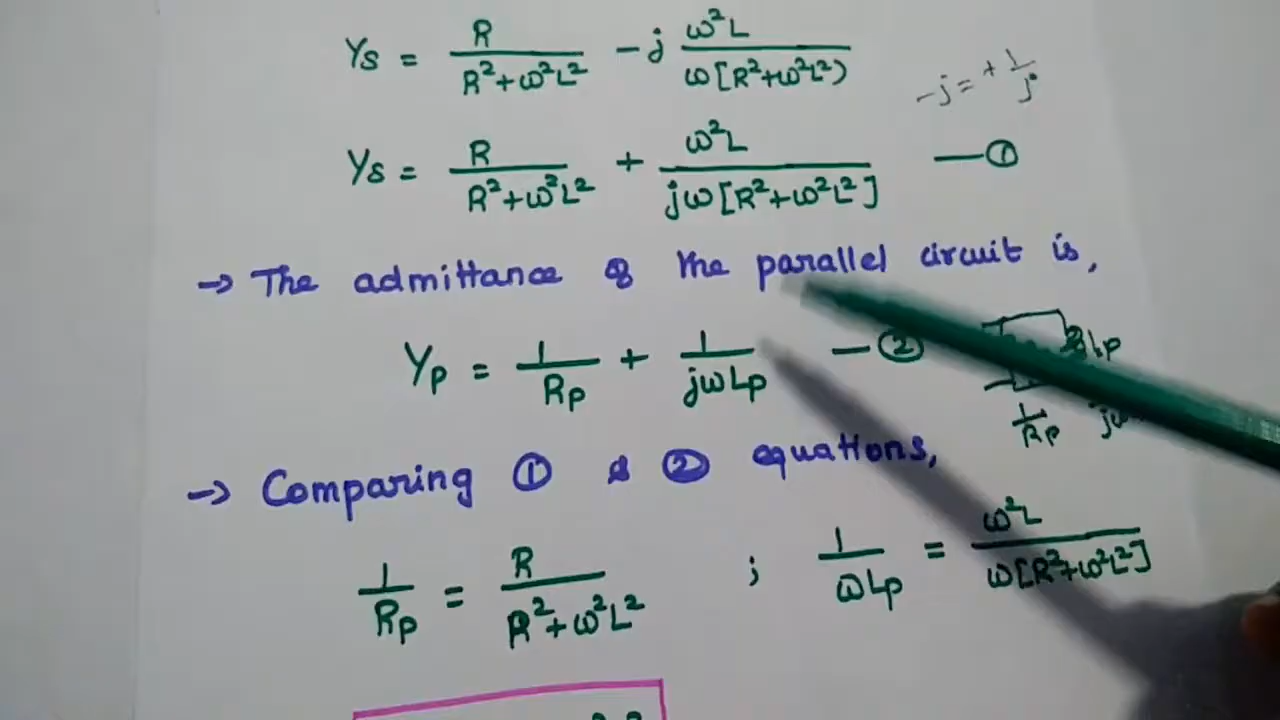 Ys = R / (R² + ω²L²) - j ω²L / (ω[R² + ω²L²))
-j = + 1/j
Ys = R / (R² + ω²L²) + ω²L / (jω[R² + ω²L²]) — ①
→ The admittance of the parallel circuit is,
Yp = 1/Rp + 1/(jωLp) — ②
Lp
1/Rp jω
→ Comparing ① & ② equations,
1/Rp = R / (R² + ω²L²) ; 1/(ωLp) = ω²L / (ω[R² + ω²L²])